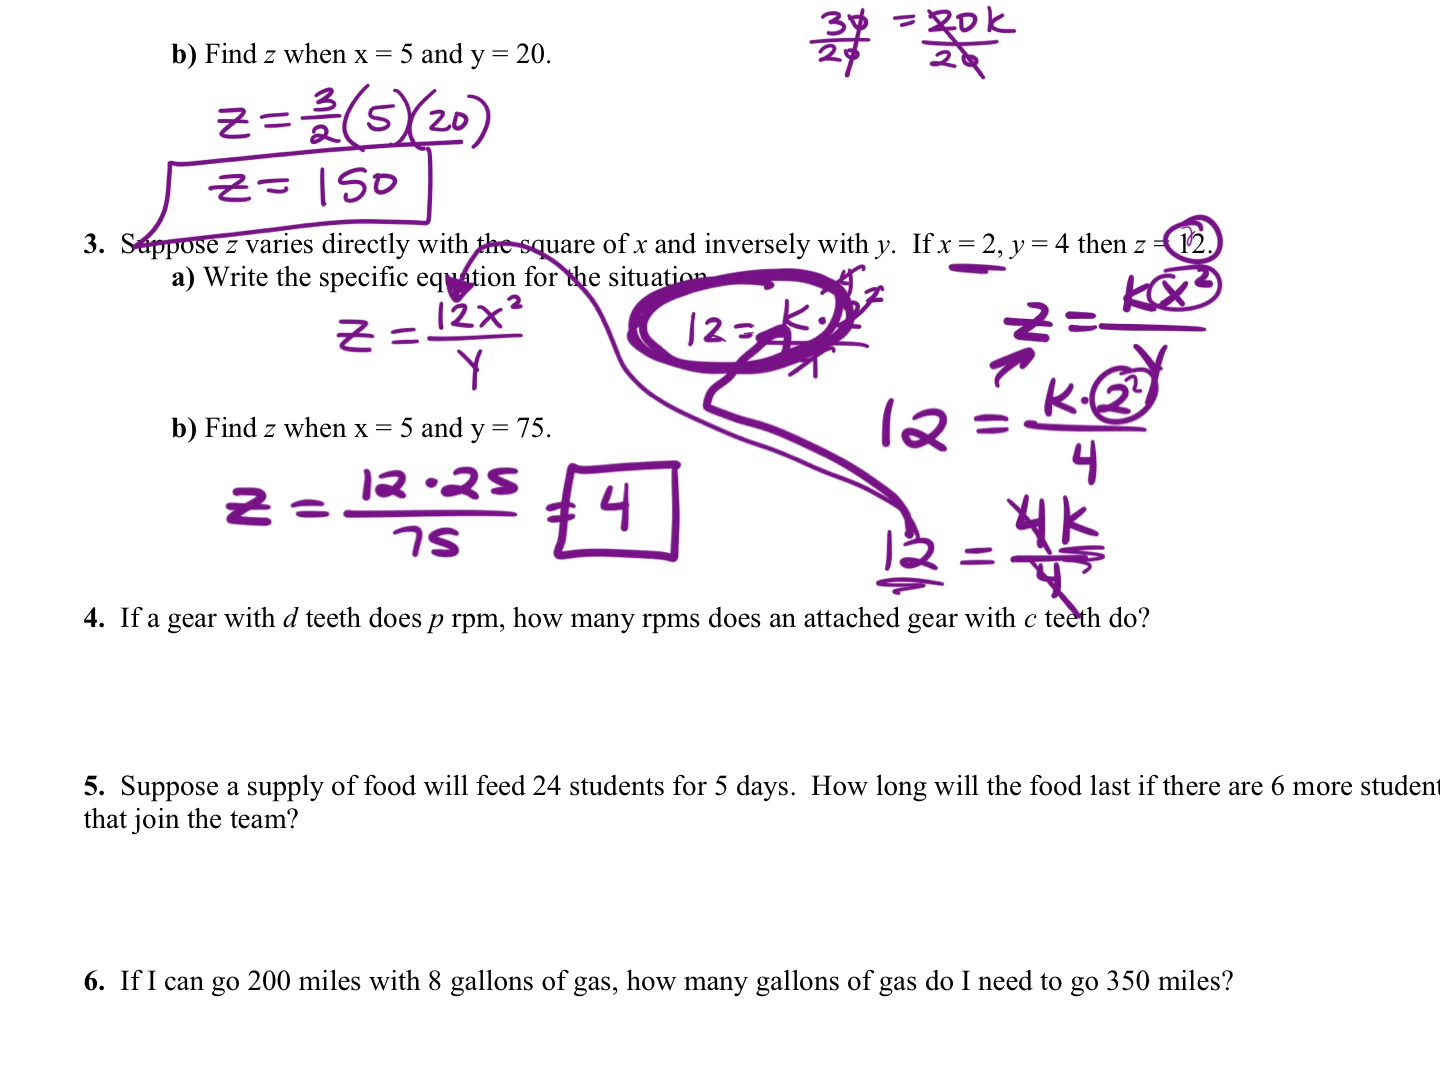 30/20 = 20k/20
b) Find z when x = 5 and y = 20.
z = 3/2 (5)(20)
z = 150
3. Suppose z varies directly with the square of x and inversely with y. If x = 2, y = 4 then z = 12.
a) Write the specific equation for the situation
z = 12x²/y
12 = k·
z = kx²/y
12 = k·2²/4
b) Find z when x = 5 and y = 75.
z = 12·25/75 = 4
12 = 4k/4
4. If a gear with d teeth does p rpm, how many rpms does an attached gear with c teeth do?
5. Suppose a supply of food will feed 24 students for 5 days. How long will the food last if there are 6 more student
that join the team?
6. If I can go 200 miles with 8 gallons of gas, how many gallons of gas do I need to go 350 miles?